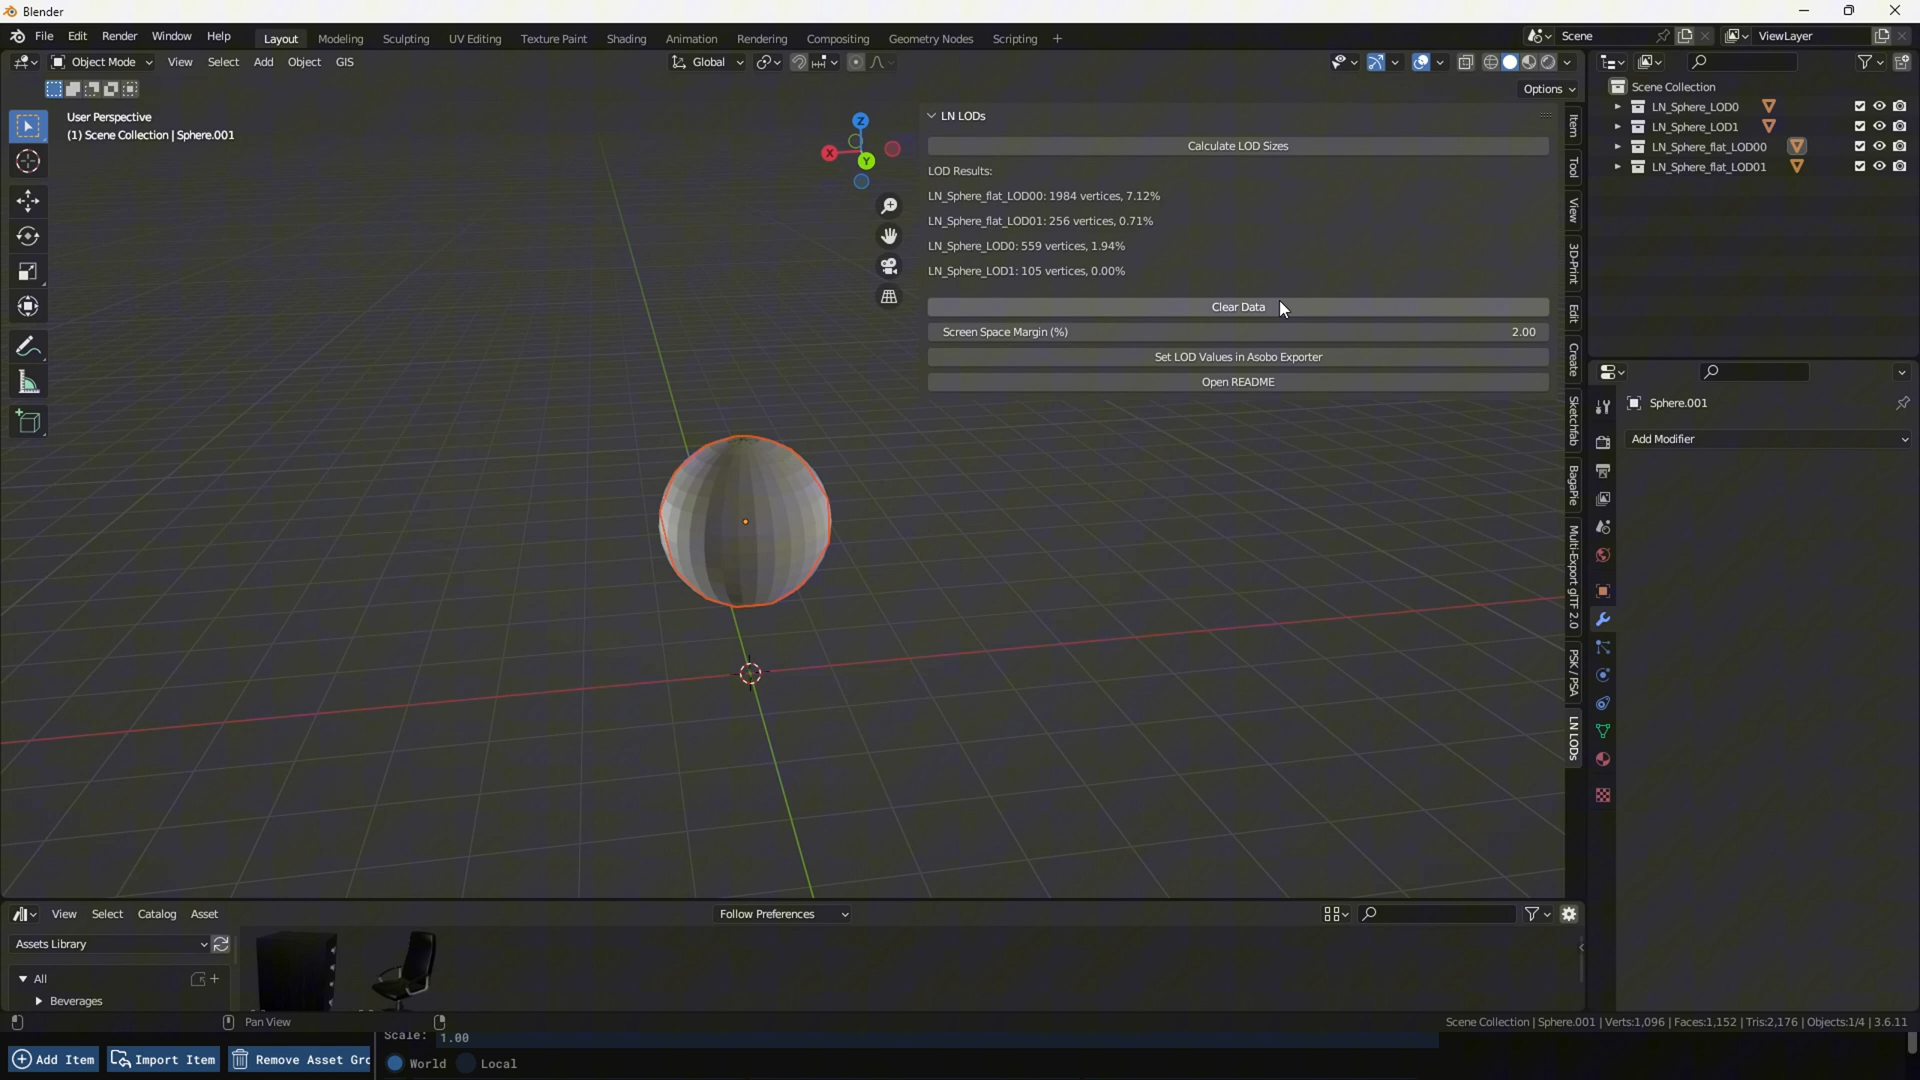 Blender
File Edit Render Window Help Layout Modeling Sculpting UV Editing Texture Paint Shading Animation Rendering Compositing Geometry Nodes Scripting + Scene ViewLayer
Object Mode View Select Add Object GIS Global
Options
User Perspective
(1) Scene Collection | Sphere.001
Z
X
Y
LN LODs
Calculate LOD Sizes
LOD Results:
LN_Sphere_flat_LOD00: 1984 vertices, 7.12%
LN_Sphere_flat_LOD01: 256 vertices, 0.71%
LN_Sphere_LOD0: 559 vertices, 1.94%
LN_Sphere_LOD1: 105 vertices, 0.00%
Clear Data
Screen Space Margin (%) 2.00
Set LOD Values in Asobo Exporter
Open README
Item
Tool
View
3D-Print
Edit
Create
Sketchfab
BagaPie
Multi-Export glTF 2.0
PSK / PSA
LN LODs
Scene Collection
LN_Sphere_LOD0
LN_Sphere_LOD1
LN_Sphere_flat_LOD00
LN_Sphere_flat_LOD01
Sphere.001
Add Modifier
View Select Catalog Asset Follow Preferences
Assets Library
All
Beverages
Pan View Scene Collection | Sphere.001 | Verts:1,096 | Faces:1,152 | Tris:2,176 | Objects:1/4 | 3.6.11
Scale: 1.00
Add Item Import Item Remove Asset Gro
World Local